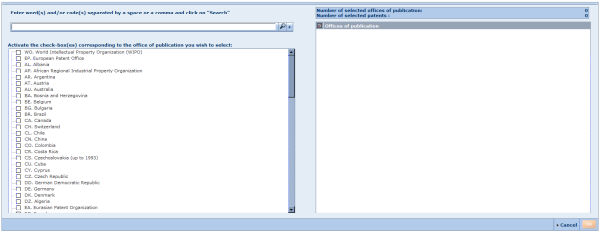 Enter word(s) and/or code(s) separated by a space or a comma and click on "Search"
Activate the check-box(es) corresponding to the office of publication you wish to select:
WO. World Intellectual Property Organization (WIPO)
EP. European Patent Office
AL. Albania
AP. African Regional Industrial Property Organization
AR. Argentina
AT. Austria
AU. Australia
BA. Bosnia and Herzegovina
BE. Belgium
BG. Bulgaria
BR. Brazil
CA. Canada
CH. Switzerland
CL. Chile
CN. China
CO. Colombia
CR. Costa Rica
CS. Czechoslovakia (up to 1993)
CU. Cuba
CY. Cyprus
CZ. Czech Republic
DD. German Democratic Republic
DE. Germany
DK. Denmark
DZ. Algeria
EA. Eurasian Patent Organization
Number of selected offices of publication: 0
Number of selected patents : 0
Offices of publication
Cancel